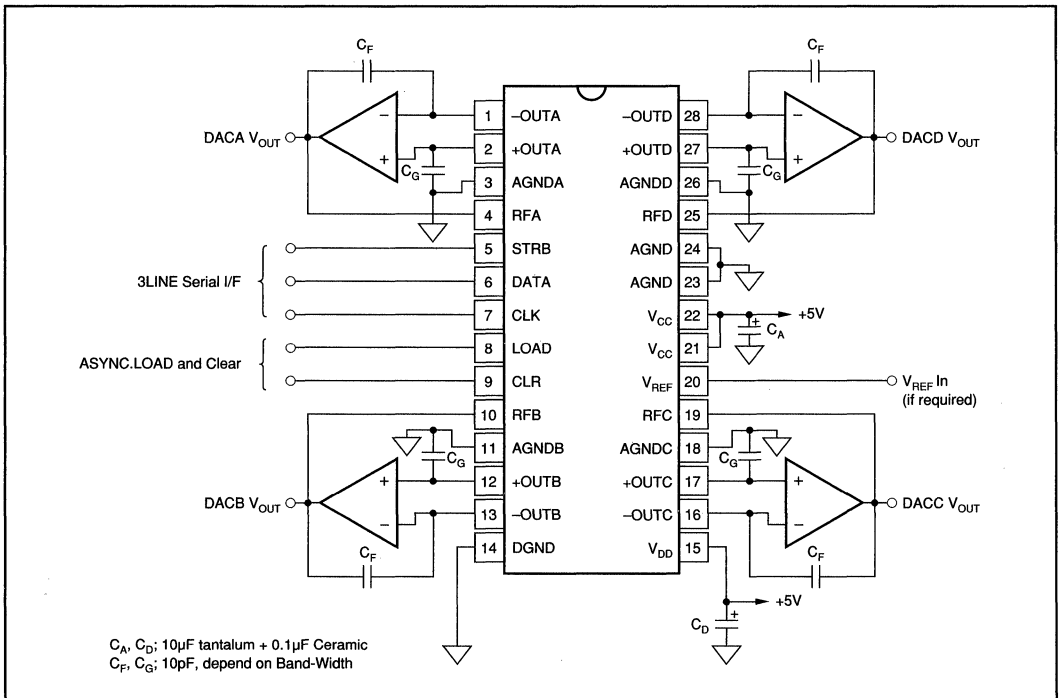 C_F
C_F
1 –OUTA –OUTD 28
DACA V_OUT – – DACD V_OUT
+ +
2 +OUTA +OUTD 27
C_G C_G
3 AGNDA AGNDD 26
4 RFA RFD 25
5 STRB AGND 24
3LINE Serial I/F 6 DATA AGND 23
7 CLK V_CC 22 + +5V
C_A
8 LOAD V_CC 21
ASYNC.LOAD and Clear
9 CLR V_REF 20 V_REF In
(if required)
10 RFB RFC 19
11 AGNDB AGNDC 18
C_G C_G
12 +OUTB +OUTC 17
+ +
DACB V_OUT – – DACC V_OUT
13 –OUTB –OUTC 16
C_F C_F
14 DGND V_DD 15
+ +5V
C_D
C_A, C_D; 10µF tantalum + 0.1µF Ceramic
C_F, C_G; 10pF, depend on Band-Width